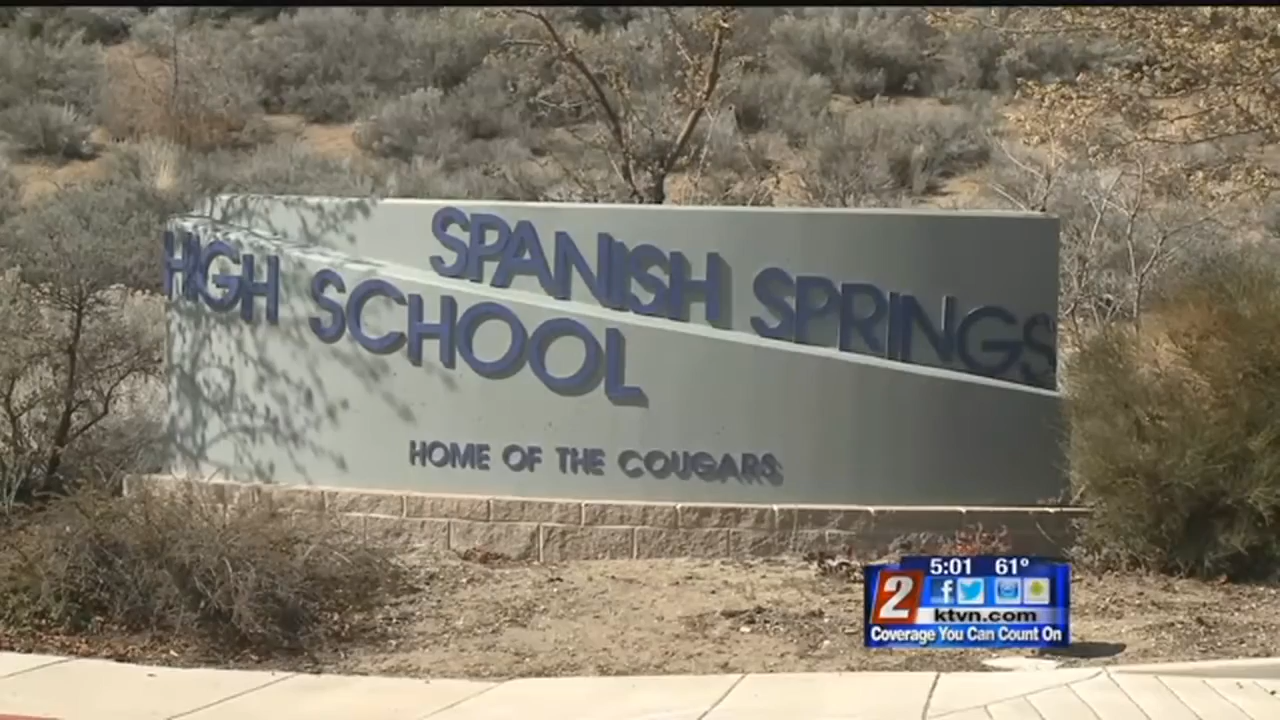 SPANISH SPRINGS
HIGH SCHOOL
HOME OF THE COUGARS
2
5:01 61°
f
ktvn.com
Coverage You Can Count On